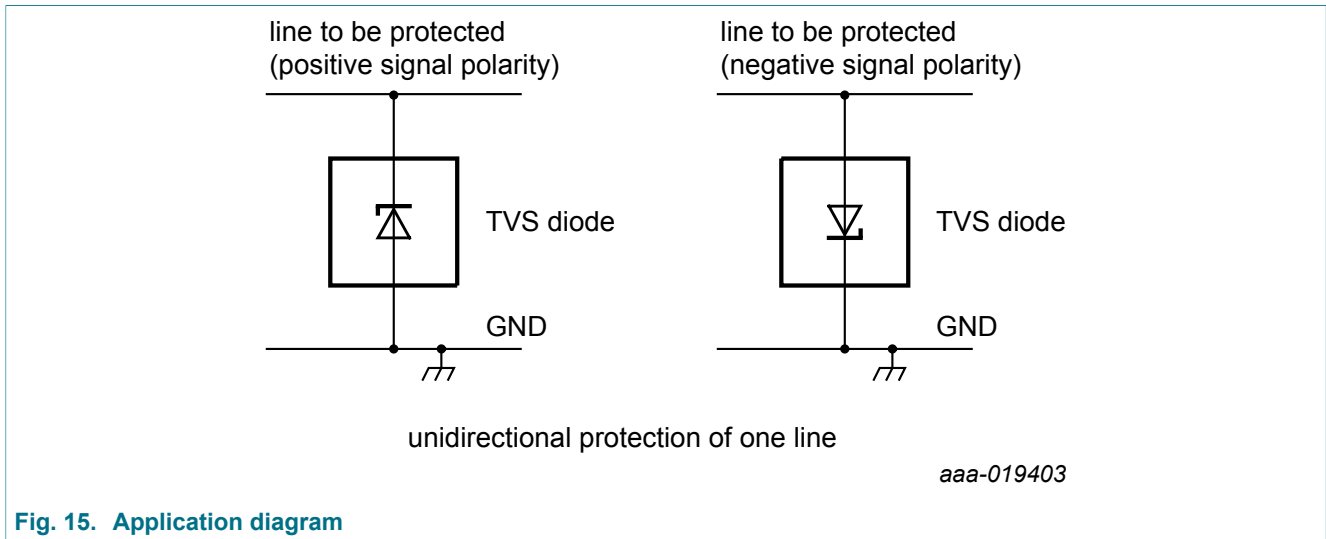 line to be protected
(positive signal polarity)
line to be protected
(negative signal polarity)
TVS diode
TVS diode
GND
GND
unidirectional protection of one line
aaa-019403
Fig. 15. Application diagram